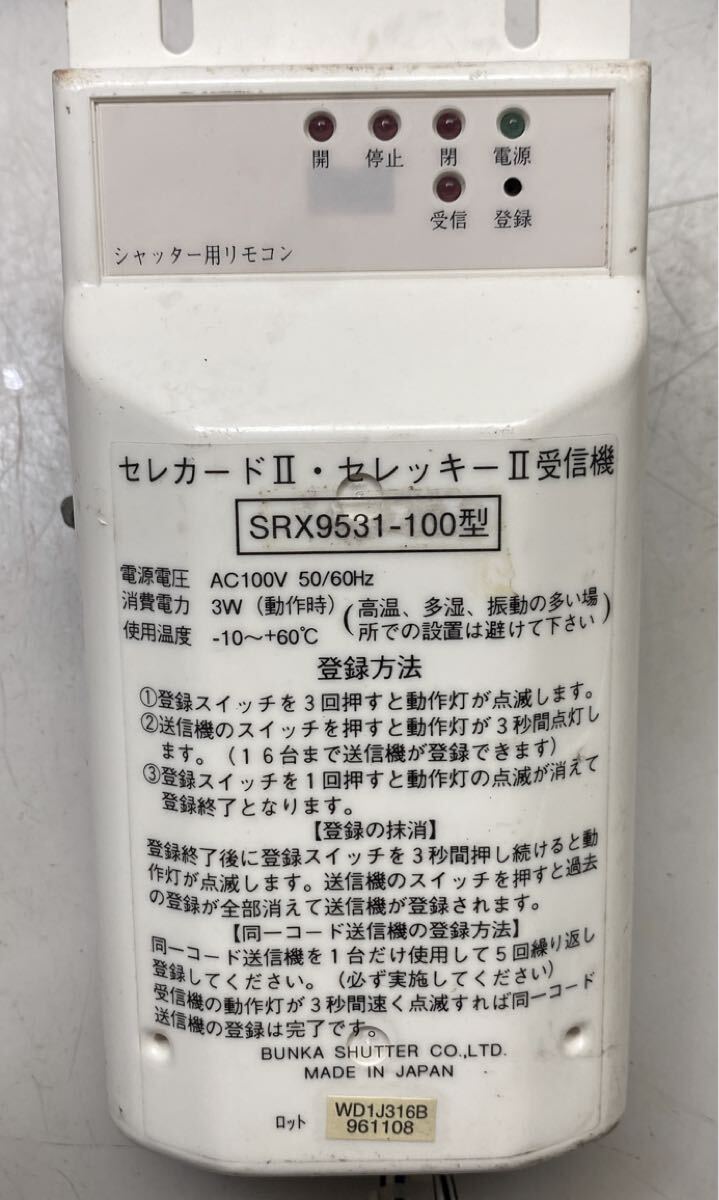 開 停止 閉 電源
受信 登録
シャッター用リモコン
セレカードⅡ・セレッキーⅡ受信機
SRX9531-100型
電源電圧 AC100V 50/60Hz
消費電力 3W（動作時）（高温、多湿、振動の多い場
使用温度 -10～+60℃ 所での設置は避けて下さい）
登録方法
①登録スイッチを3回押すと動作灯が点滅します。
②送信機のスイッチを押すと動作灯が3秒間点灯し
ます。（16台まで送信機が登録できます）
③登録スイッチを1回押すと動作灯の点滅が消えて
登録終了となります。
【登録の抹消】
登録終了後に登録スイッチを3秒間押し続けると動
作灯が点滅します。送信機のスイッチを押すと過去
の登録が全部消えて送信機が登録されます。
【同一コード送信機の登録方法】
同一コード送信機を1台だけ使用して5回繰り返し
登録してください。（必ず実施してください）
受信機の動作灯が3秒間速く点滅すれば同一コード
送信機の登録は完了です。
BUNKA SHUTTER CO.,LTD.
MADE IN JAPAN
ロット WD1J316B
961108